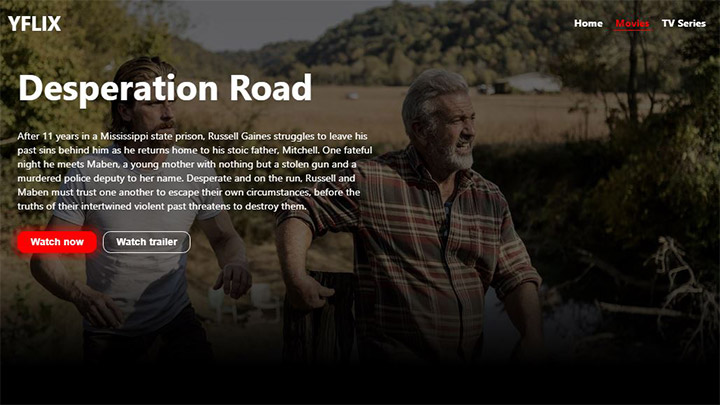 YFLIX
Home Movies TV Series
Desperation Road
After 11 years in a Mississippi state prison, Russell Gaines struggles to leave his
past sins behind him as he returns home to his stoic father, Mitchell. One fateful
night he meets Maben, a young mother with nothing but a stolen gun and a
murdered police deputy to her name. Desperate and on the run, Russell and
Maben must trust one another to escape their own circumstances, before the
truths of their intertwined violent past threatens to destroy them.
Watch now Watch trailer